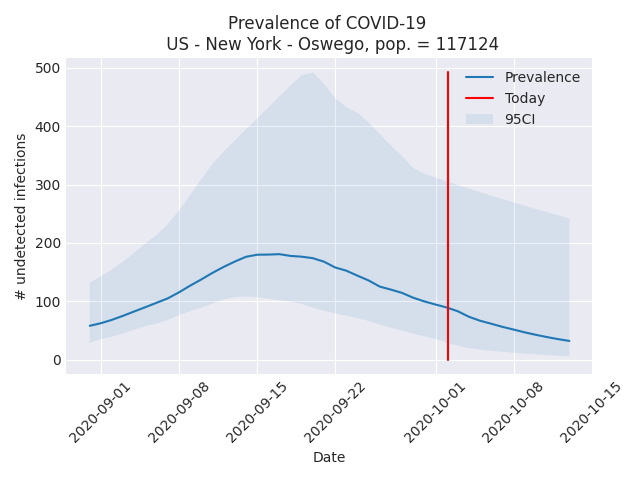 Prevalence of COVID-19
US - New York - Oswego, pop. = 117124
# undetected infections
500
400
300
200
100
0
Prevalence
Today
95CI
2020-09-01
2020-09-08
2020-09-15
2020-09-22
2020-10-01
2020-10-08
2020-10-15
Date